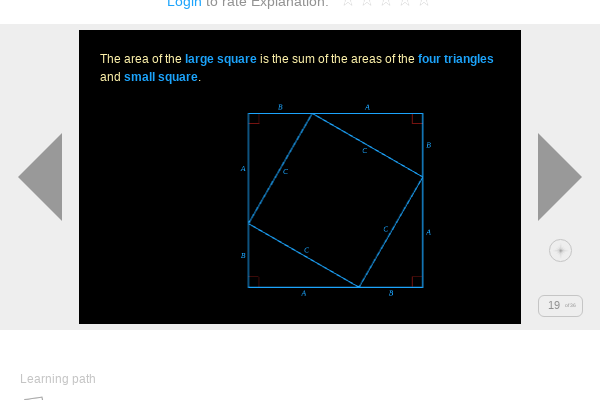 Login to rate Explanation:
The area of the large square is the sum of the areas of the four triangles
and small square.
B A
C B
A C
C A
B C
A B
19 of 26
Learning path